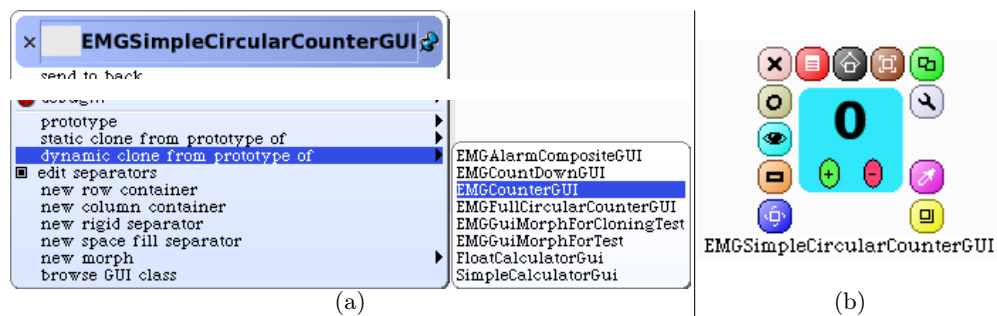 EMGSimpleCircularCounterGUI
send to back
debug...
prototype
static clone from prototype of
dynamic clone from prototype of
edit separators
new row container
new column container
new rigid separator
new space fill separator
new morph
browse GUI class
EMGAlarmCompositeGUI
EMGCountDownGUI
EMGCounterGUI
EMGFullCircularCounterGUI
EMGGuiMorphForCloningTest
EMGGuiMorphForTest
FloatCalculatorGui
SimpleCalculatorGui
(a)
0
+
-
EMGSimpleCircularCounterGUI
(b)